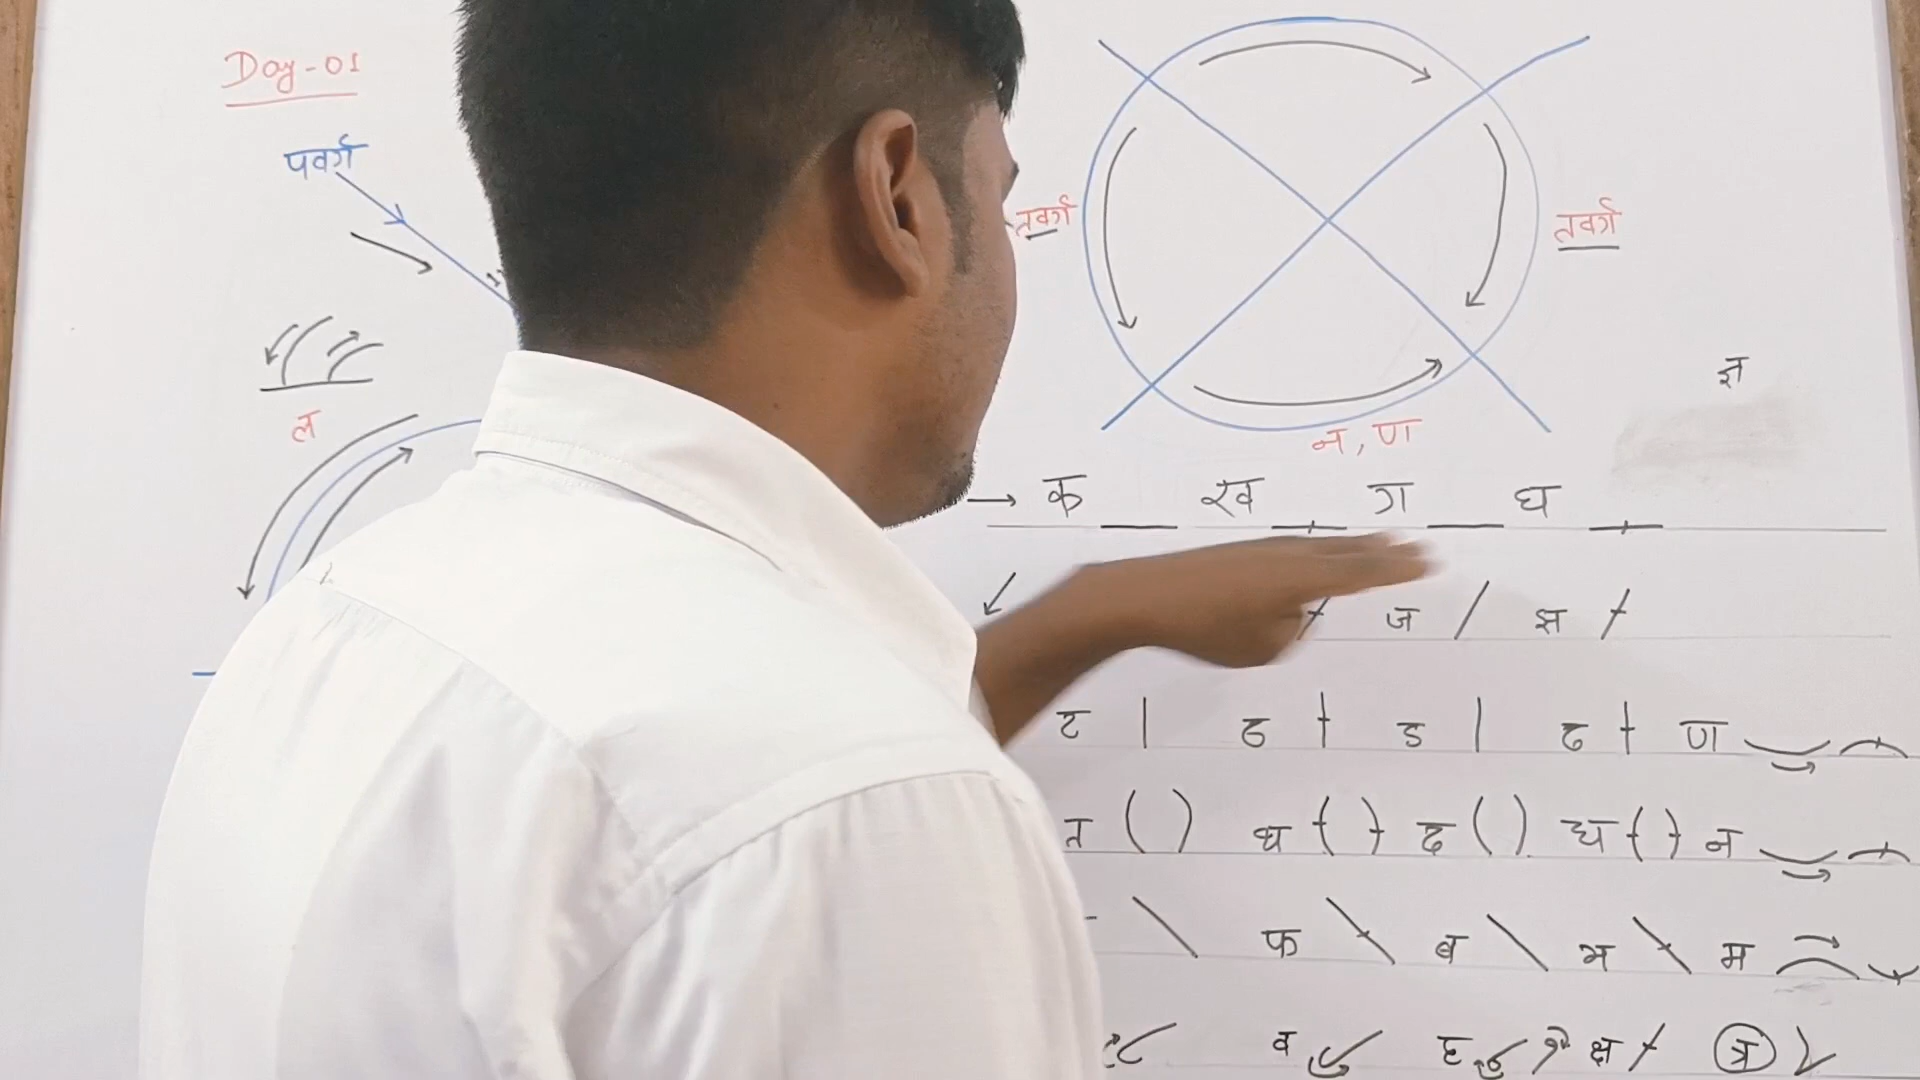 Day-01
पवर्ग
तवर्ग
तवर्ग
ल
ज्ञ
न, ण
क ख ग घ
ज झ
ट ठ ड ढ ण
त थ द ध न
फ ब भ म
व ह क्ष त्र